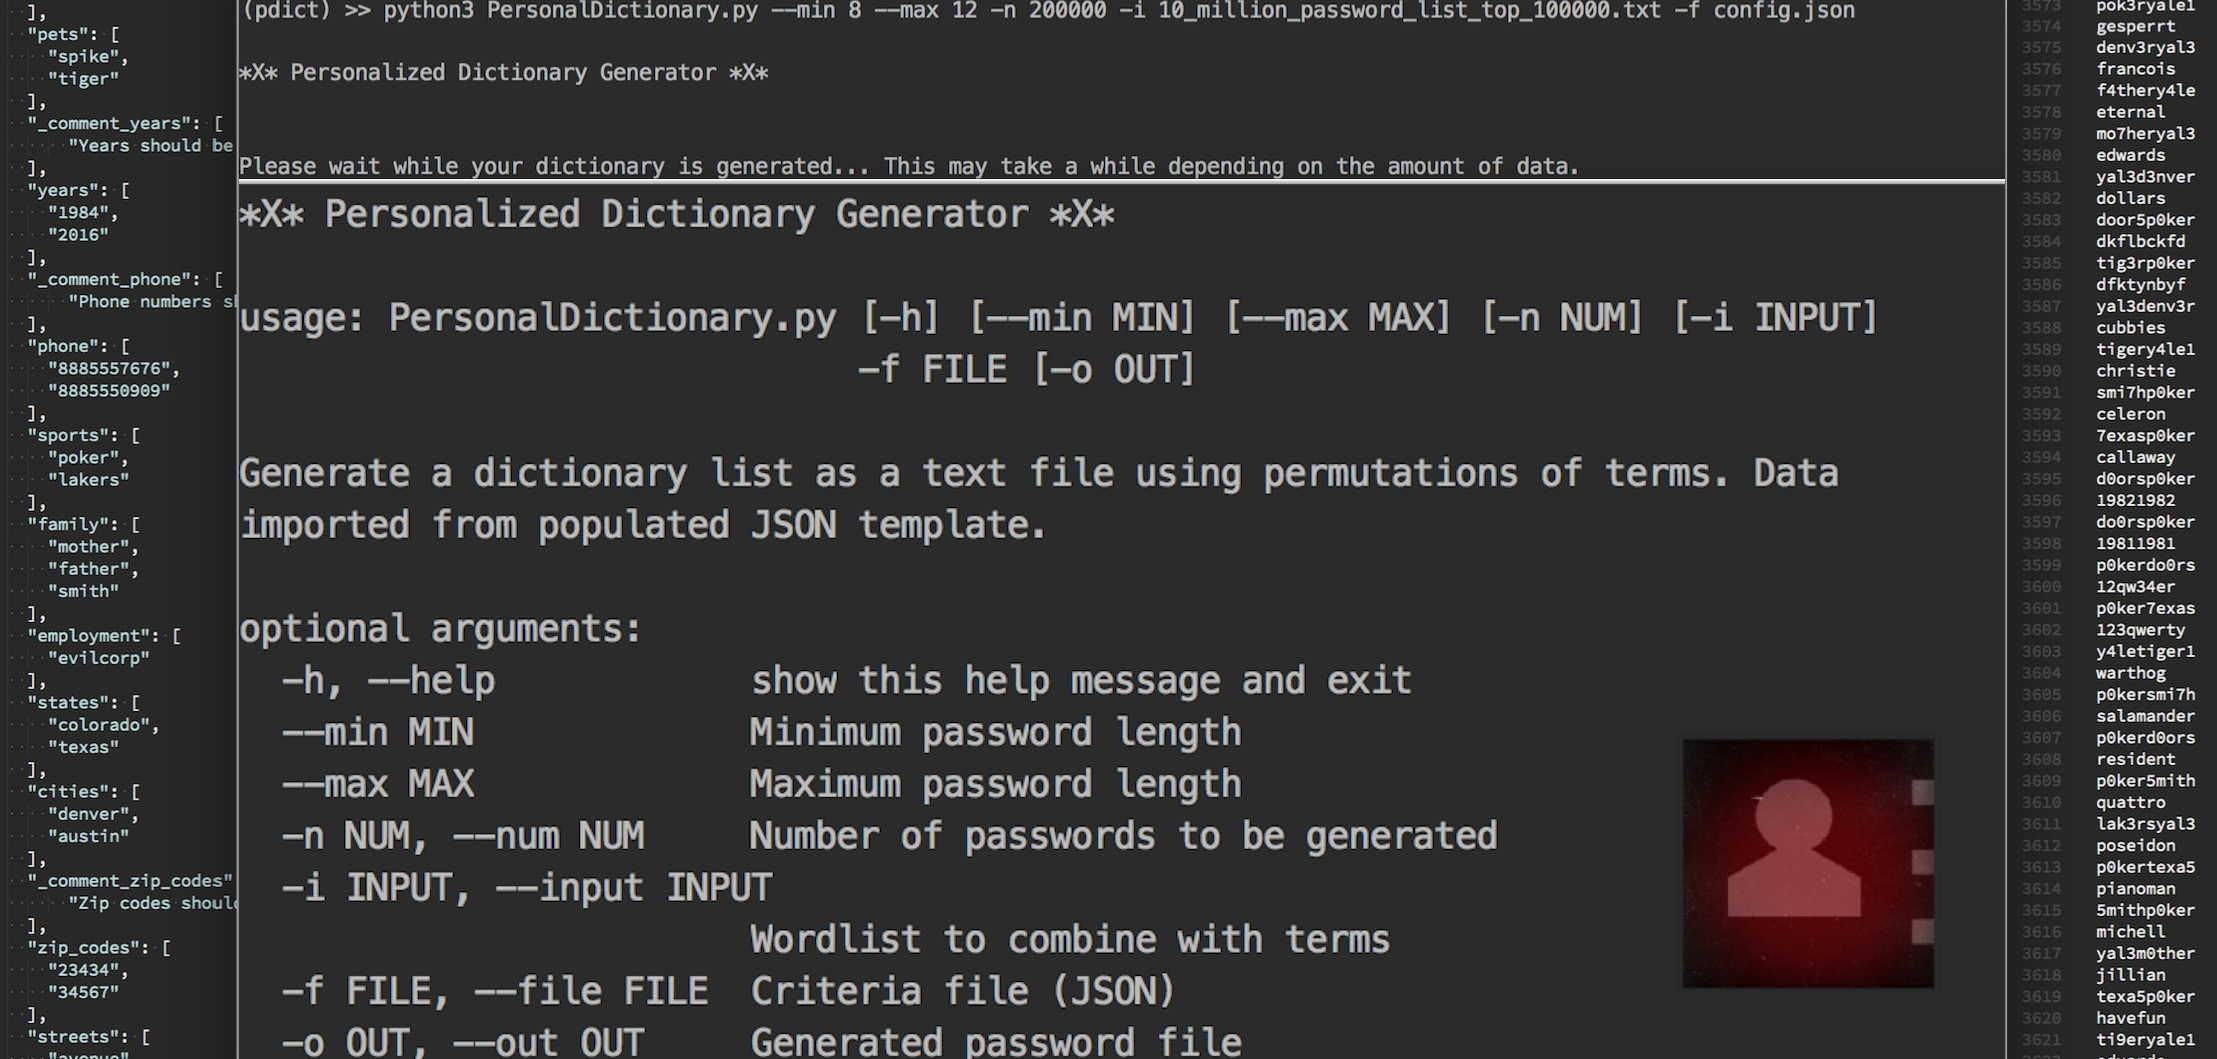 ],
"pets": [
"spike",
"tiger"
],
"_comment_years": [
"Years should be
],
"years": [
"1984",
"2016"
],
"_comment_phone": [
"Phone numbers
],
"phone": [
"8885557676",
"8885550909"
],
"sports": [
"poker",
"lakers"
],
"family": [
"mother",
"father",
"smith"
],
"employment": [
"evilcorp"
],
"states": [
"colorado",
"texas"
],
"cities": [
"denver",
"austin"
],
"_comment_zip_codes"
"Zip codes should
],
"zip_codes": [
"23434",
"34567"
],
"streets": [
"avenue"
(pdict) >> python3 PersonalDictionary.py --min 8 --max 12 -n 200000 -i 10_million_password_list_top_100000.txt -f config.json
*X* Personalized Dictionary Generator *X*
Please wait while your dictionary is generated... This may take a while depending on the amount of data.
*X* Personalized Dictionary Generator *X*
usage: PersonalDictionary.py [-h] [--min MIN] [--max MAX] [-n NUM] [-i INPUT]
-f FILE [-o OUT]
Generate a dictionary list as a text file using permutations of terms. Data
imported from populated JSON template.
optional arguments:
-h, --help show this help message and exit
--min MIN Minimum password length
--max MAX Maximum password length
-n NUM, --num NUM Number of passwords to be generated
-i INPUT, --input INPUT
Wordlist to combine with terms
-f FILE, --file FILE Criteria file (JSON)
-o OUT, --out OUT Generated password file
3573 pok3ryale1
3574 gesperrt
3575 denv3ryal3
3576 francois
3577 f4thery4le
3578 eternal
3579 mo7heryal3
3580 edwards
3581 yal3d3nver
3582 dollars
3583 door5p0ker
3584 dkflbckfd
3585 tig3rp0ker
3586 dfktynbyf
3587 yal3denv3r
3588 cubbies
3589 tigery4le1
3590 christie
3591 smi7hp0ker
3592 celeron
3593 7exasp0ker
3594 callaway
3595 d0orsp0ker
3596 19821982
3597 do0rsp0ker
3598 19811981
3599 p0kerdo0rs
3600 12qw34er
3601 p0ker7exas
3602 123qwerty
3603 y4letiger1
3604 warthog
3605 p0kersmi7h
3606 salamander
3607 p0kerd0ors
3608 resident
3609 p0ker5mith
3610 quattro
3611 lak3rsyal3
3612 poseidon
3613 p0kertexa5
3614 pianoman
3615 5mithp0ker
3616 michell
3617 yal3m0ther
3618 jillian
3619 texa5p0ker
3620 havefun
3621 ti9eryale1